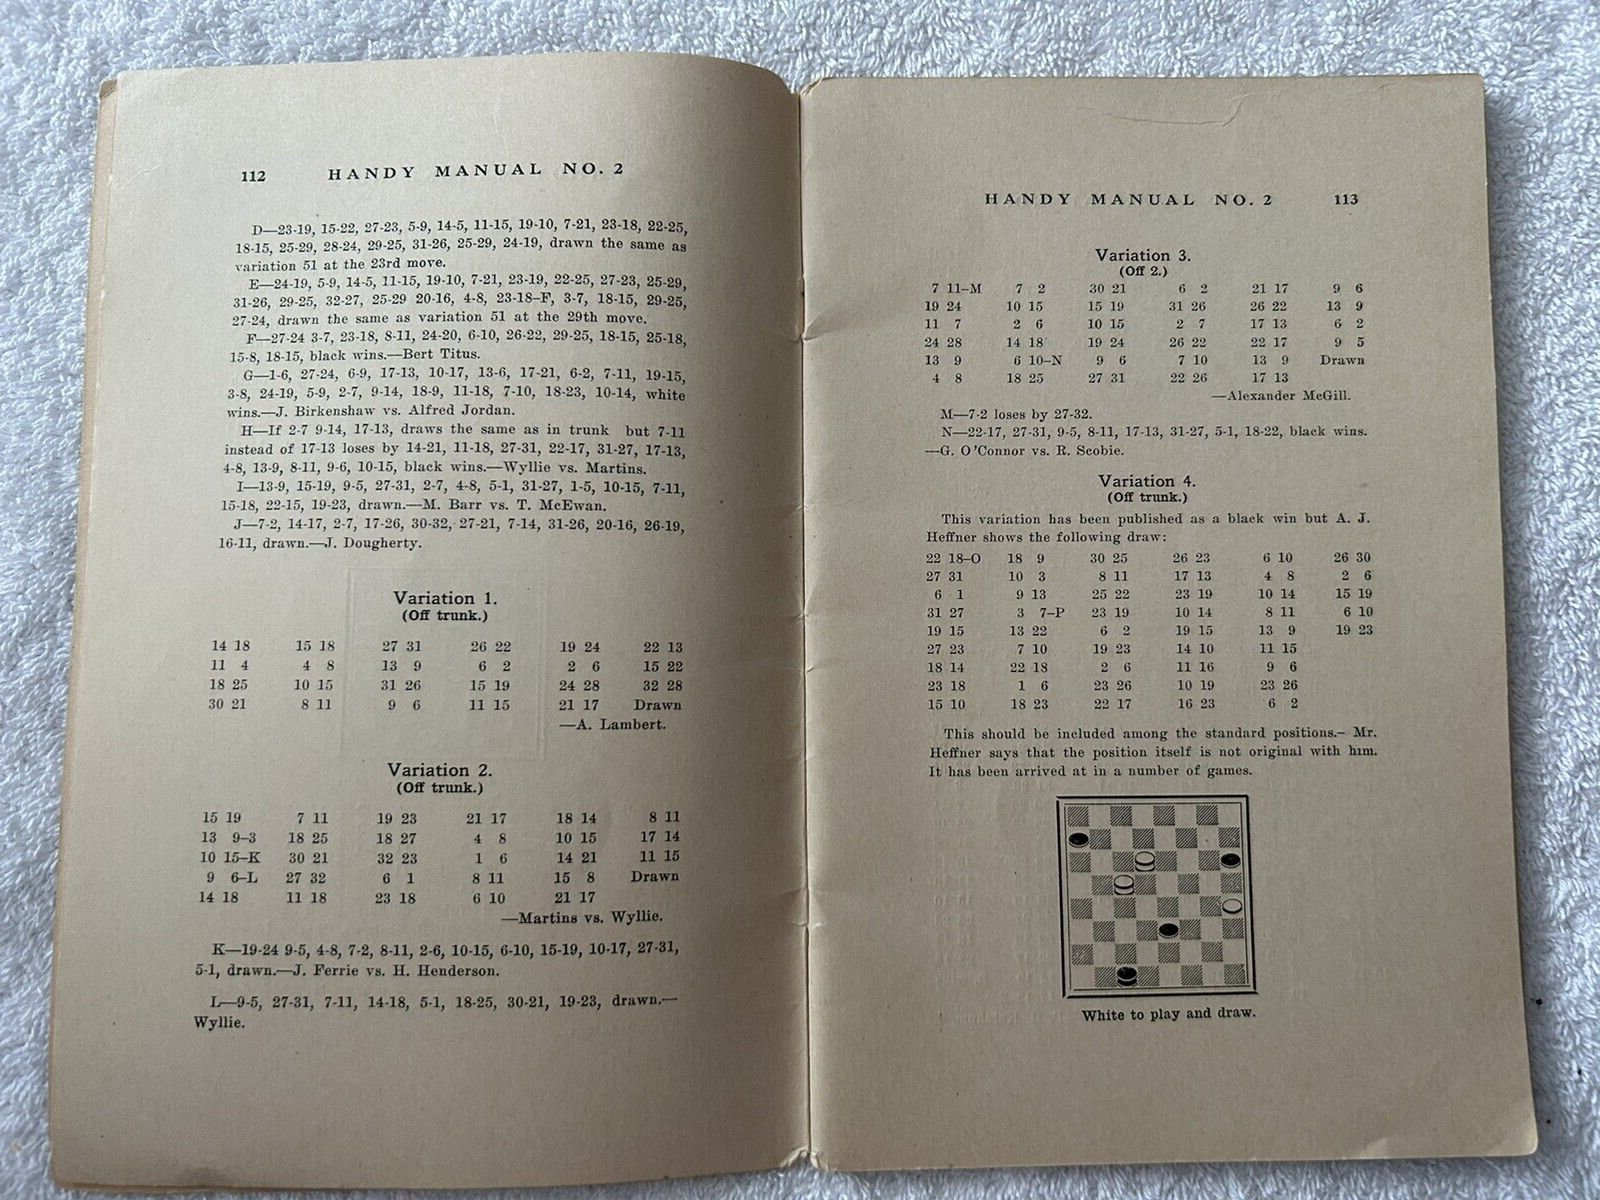 112 HANDY MANUAL NO. 2
D—23-19, 15-22, 27-23, 5-9, 14-5, 11-15, 19-10, 7-21, 23-18, 22-25,
18-15, 25-29, 28-24, 29-25, 31-26, 25-29, 24-19, drawn the same as
variation 51 at the 23rd move.
E—24-19, 5-9, 14-5, 11-15, 19-10, 7-21, 23-19, 22-25, 27-23, 25-29,
31-26, 29-25, 32-27, 25-29 20-16, 4-8, 23-18-F, 3-7, 18-15, 29-25,
27-24, drawn the same as variation 51 at the 29th move.
F—27-24 3-7, 23-18, 8-11, 24-20, 6-10, 26-22, 29-25, 18-15, 25-18,
15-8, 18-15, black wins.—Bert Titus.
G—1-6, 27-24, 6-9, 17-13, 10-17, 13-6, 17-21, 6-2, 7-11, 19-15,
3-8, 24-19, 5-9, 2-7, 9-14, 18-9, 11-18, 7-10, 18-23, 10-14, white
wins.—J. Birkenshaw vs. Alfred Jordan.
H—If 2-7 9-14, 17-13, draws the same as in trunk but 7-11
instead of 17-13 loses by 14-21, 11-18, 27-31, 22-17, 31-27, 17-13,
4-8, 13-9, 8-11, 9-6, 10-15, black wins.—Wyllie vs. Martins.
I—13-9, 15-19, 9-5, 27-31, 2-7, 4-8, 5-1, 31-27, 1-5, 10-15, 7-11,
15-18, 22-15, 19-23, drawn.—M. Barr vs. T. McEwan.
J—7-2, 14-17, 2-7, 17-26, 30-32, 27-21, 7-14, 31-26, 20-16, 26-19,
16-11, drawn.—J. Dougherty.
Variation 1.
(Off trunk.)
14 18 15 18 27 31 26 22 19 24 22 13
11 4 4 8 13 9 6 2 2 6 15 22
18 25 10 15 31 26 15 19 24 28 32 28
30 21 8 11 9 6 11 15 21 17 Drawn
—A. Lambert.
Variation 2.
(Off trunk.)
15 19 7 11 19 23 21 17 18 14 8 11
13 9-3 18 25 18 27 4 8 10 15 17 14
10 15-K 30 21 32 23 1 6 14 21 11 15
9 6-L 27 32 6 1 8 11 15 8 Drawn
14 18 11 18 23 18 6 10 21 17
—Martins vs. Wyllie.
K—19-24 9-5, 4-8, 7-2, 8-11, 2-6, 10-15, 6-10, 15-19, 10-17, 27-31,
5-1, drawn.—J. Ferrie vs. H. Henderson.
L—9-5, 27-31, 7-11, 14-18, 5-1, 18-25, 30-21, 19-23, drawn.—
Wyllie.
HANDY MANUAL NO. 2 113
Variation 3.
(Off 2.)
7 11-M 7 2 30 21 6 2 21 17 9 6
19 24 10 15 15 19 31 26 26 22 13 9
11 7 2 6 10 15 2 7 17 13 6 2
24 28 14 18 19 24 26 22 22 17 9 5
13 9 6 10-N 9 6 7 10 13 9 Drawn
4 8 18 25 27 31 22 26 17 13
—Alexander McGill.
M—7-2 loses by 27-32.
N—22-17, 27-31, 9-5, 8-11, 17-13, 31-27, 5-1, 18-22, black wins.
—G. O'Connor vs. R. Scobie.
Variation 4.
(Off trunk.)
This variation has been published as a black win but A. J.
Heffner shows the following draw:
22 18-O 18 9 30 25 26 23 6 10 26 30
27 31 10 3 8 11 17 13 4 8 2 6
6 1 9 13 25 22 23 19 10 14 15 19
31 27 3 7-P 23 19 10 14 8 11 6 10
19 15 13 22 6 2 19 15 13 9 19 23
27 23 7 10 19 23 14 10 11 15
18 14 22 18 2 6 11 16 9 6
23 18 1 6 23 26 10 19 23 26
15 10 18 23 22 17 16 23 6 2
This should be included among the standard positions.— Mr.
Heffner says that the position itself is not original with him.
It has been arrived at in a number of games.
White to play and draw.